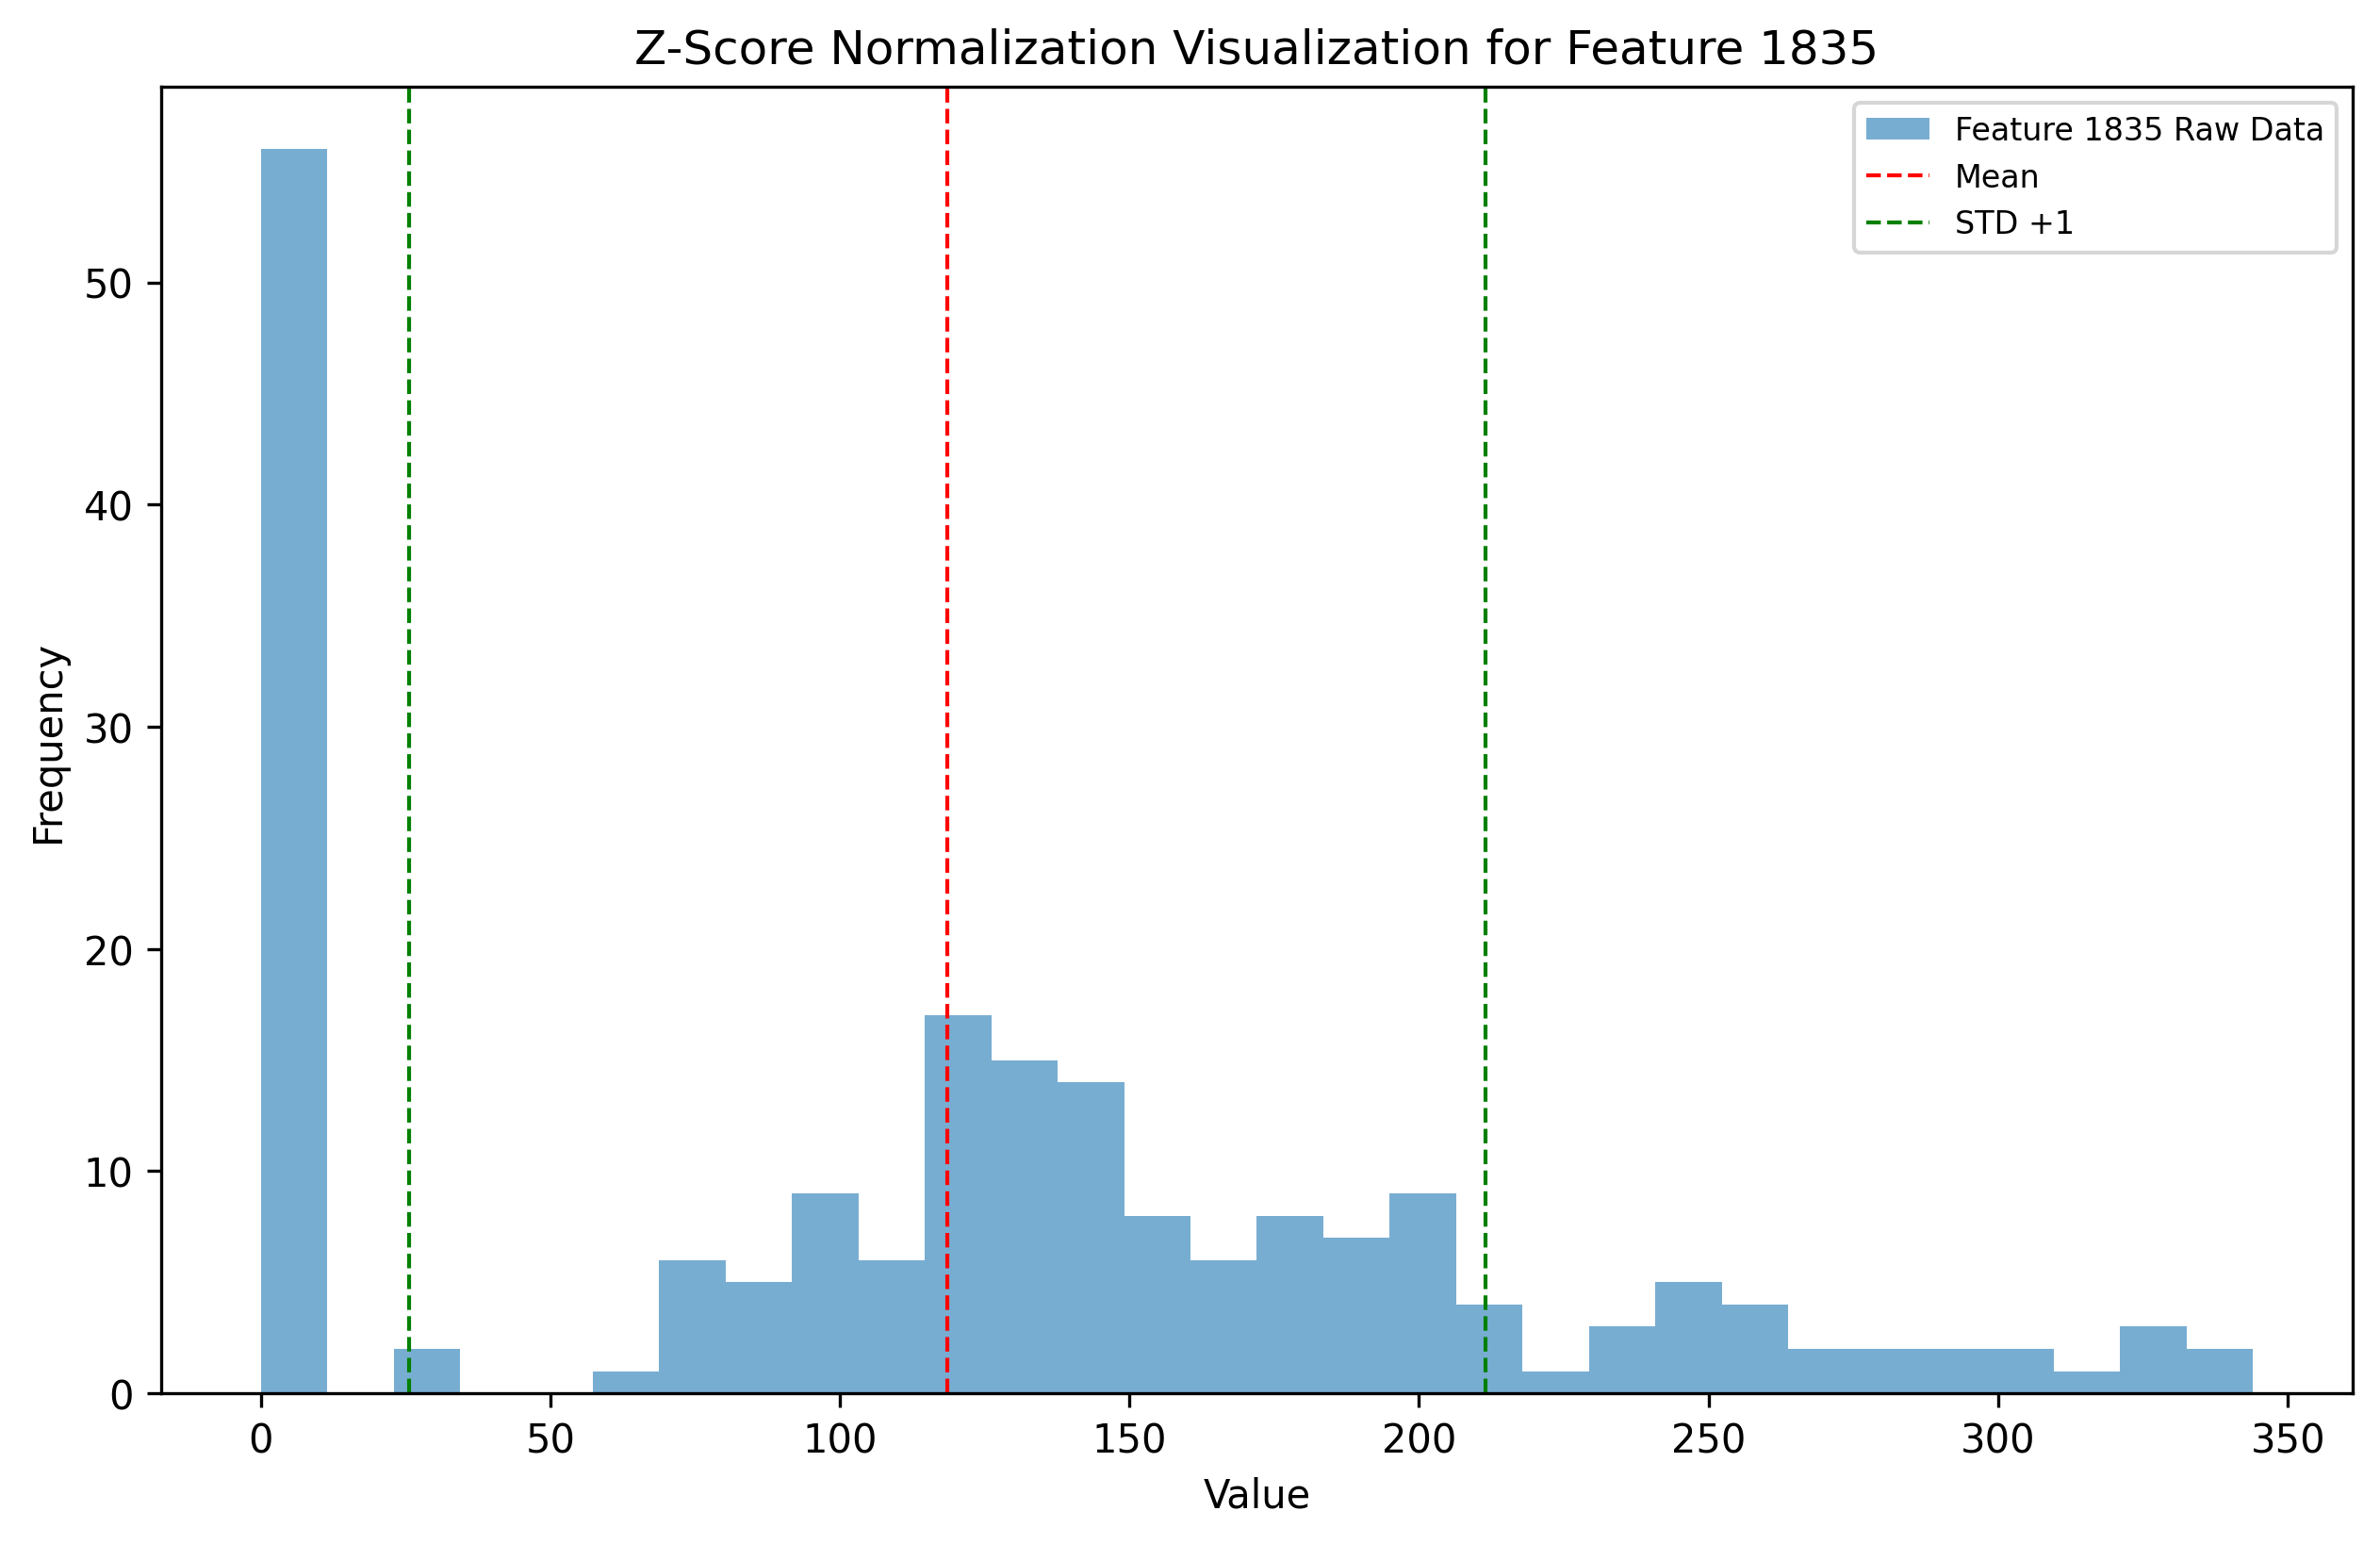 Z-Score Normalization Visualization for Feature 1835
Feature 1835 Raw Data
Mean
STD +1
Frequency
50
40
30
20
10
0
0 50 100 150 200 250 300 350
Value